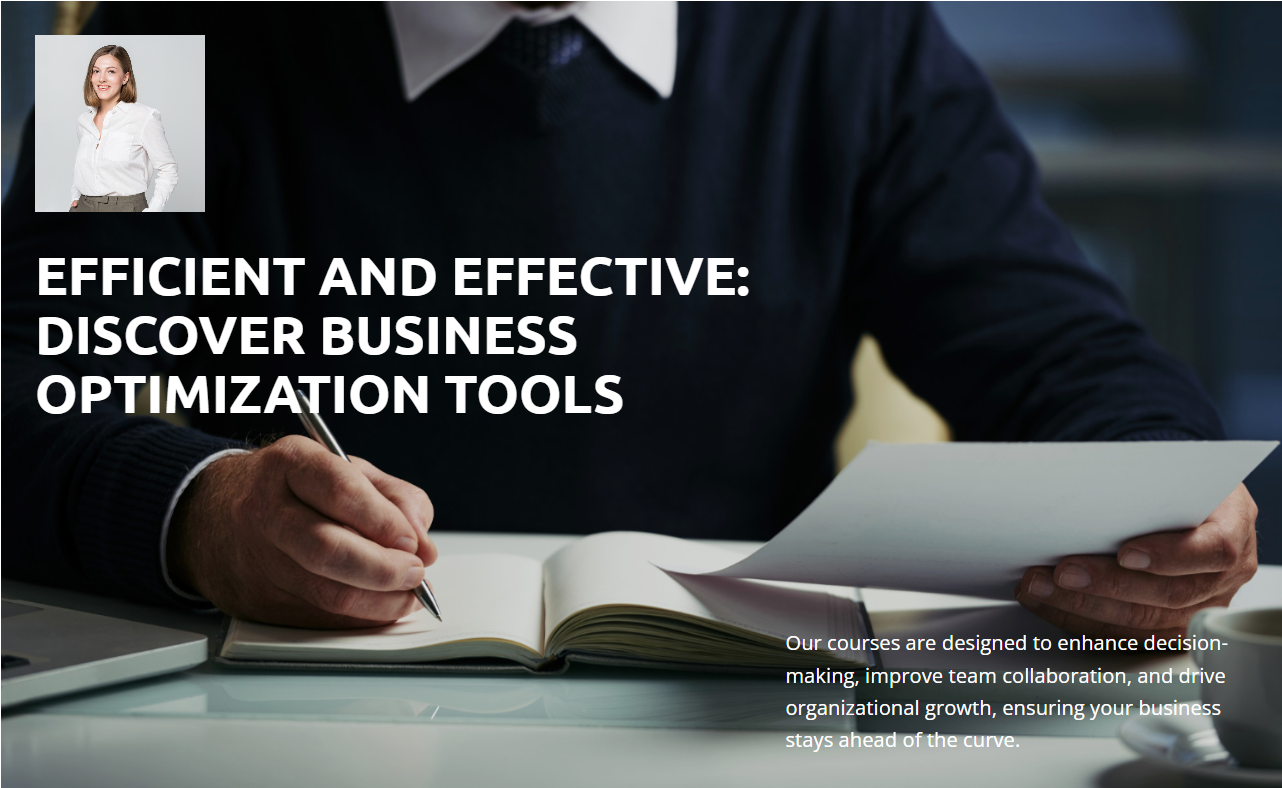 EFFICIENT AND EFFECTIVE:
DISCOVER BUSINESS
OPTIMIZATION TOOLS
Our courses are designed to enhance decision-
making, improve team collaboration, and drive
organizational growth, ensuring your business
stays ahead of the curve.